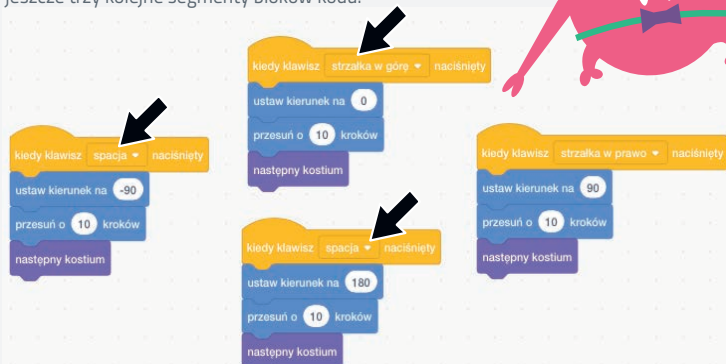 jeszcze trzy kolejne segmenty bloków kodu.
kiedy klawisz strzałka w górę naciśnięty
ustaw kierunek na 0
przesuń o 10 kroków
następny kostium
kiedy klawisz spacja naciśnięty
ustaw kierunek na -90
przesuń o 10 kroków
następny kostium
kiedy klawisz strzałka w prawo naciśnięty
ustaw kierunek na 90
przesuń o 10 kroków
następny kostium
kiedy klawisz spacja naciśnięty
ustaw kierunek na 180
przesuń o 10 kroków
następny kostium